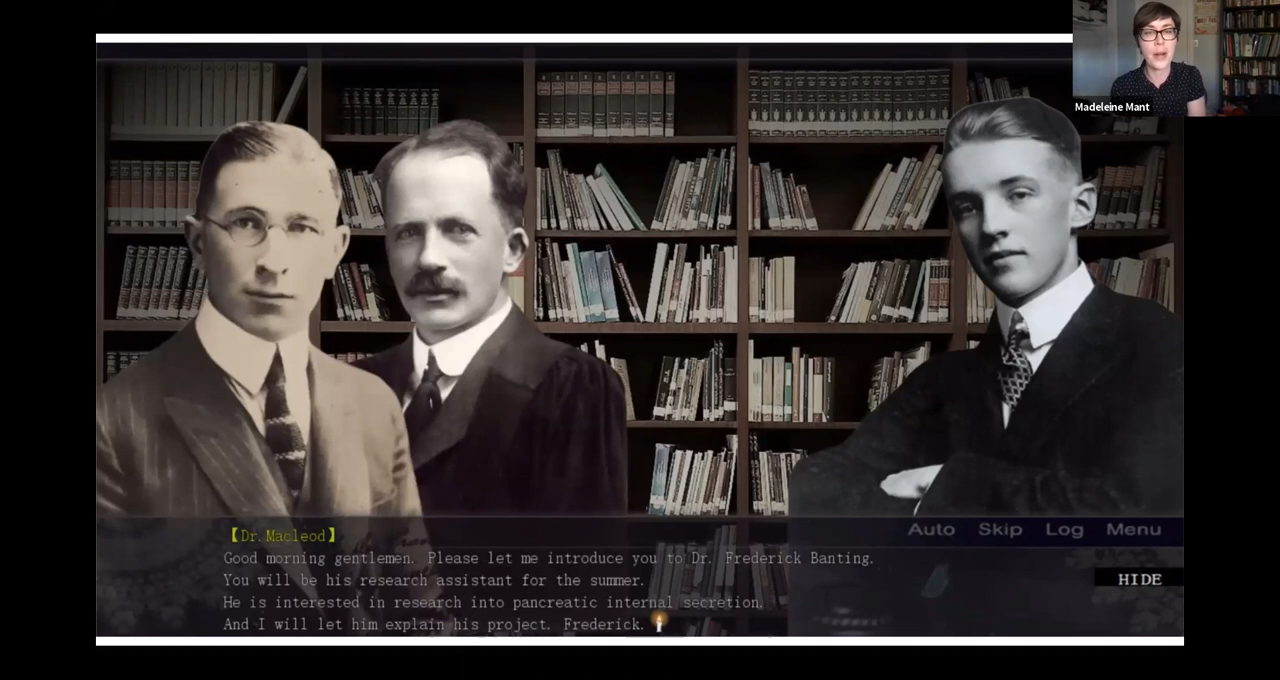 Madeleine Mant
【Dr.Macleod】
Good morning gentlemen. Please let me introduce you to Dr. Frederick Banting.
You will be his research assistant for the summer.
He is interested in research into pancreatic internal secretion.
And I will let him explain his project. Frederick.
Auto Skip Log Menu
HIDE